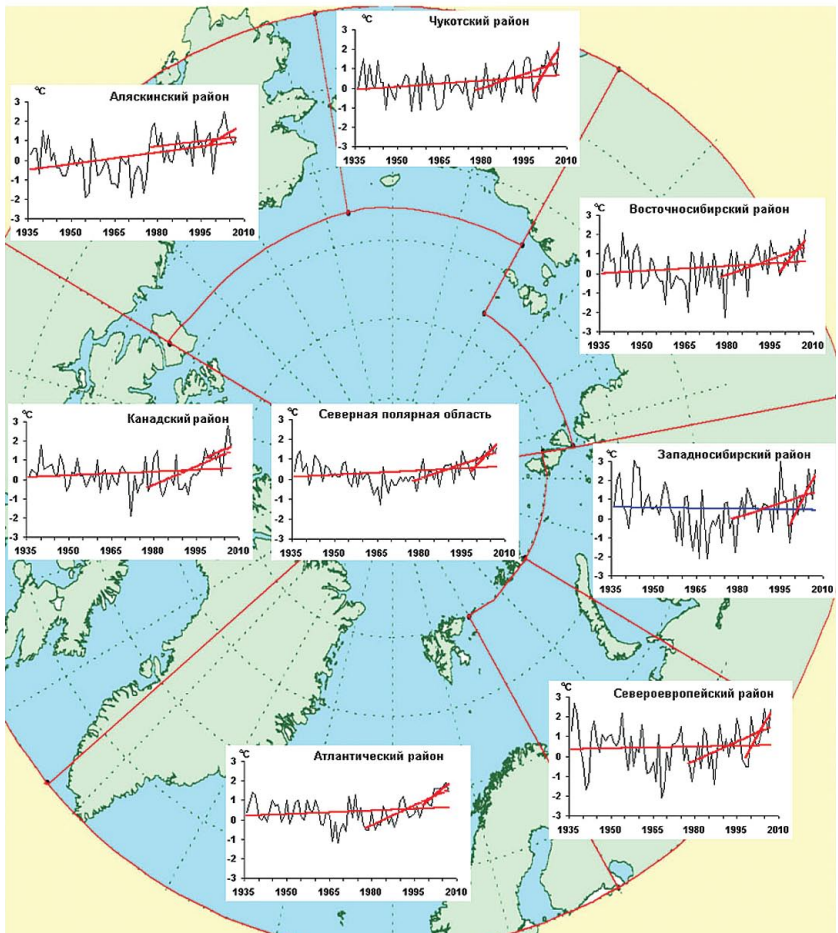 °C
Чукотский район
3
2
1
0
-1
-2
-3
1935 1950 1965 1980 1995 2010
°C
Аляскинский район
3
2
1
0
-1
-2
-3
1935 1950 1965 1980 1995 2010
°C
Восточносибирский район
3
2
1
0
-1
-2
-3
1935 1950 1965 1980 1995 2010
°C
Канадский район
3
2
1
0
-1
-2
-3
1935 1950 1965 1980 1995 2010
°C
Северная полярная область
3
2
1
0
-1
-2
-3
1935 1950 1965 1980 1995 2010
°C
Западносибирский район
3
2
1
0
-1
-2
-3
1935 1950 1965 1980 1995 2010
°C
Североевропейский район
3
2
1
0
-1
-2
-3
1935 1950 1965 1980 1995 2010
°C
Атлантический район
3
2
1
0
-1
-2
-3
1935 1950 1965 1980 1995 2010